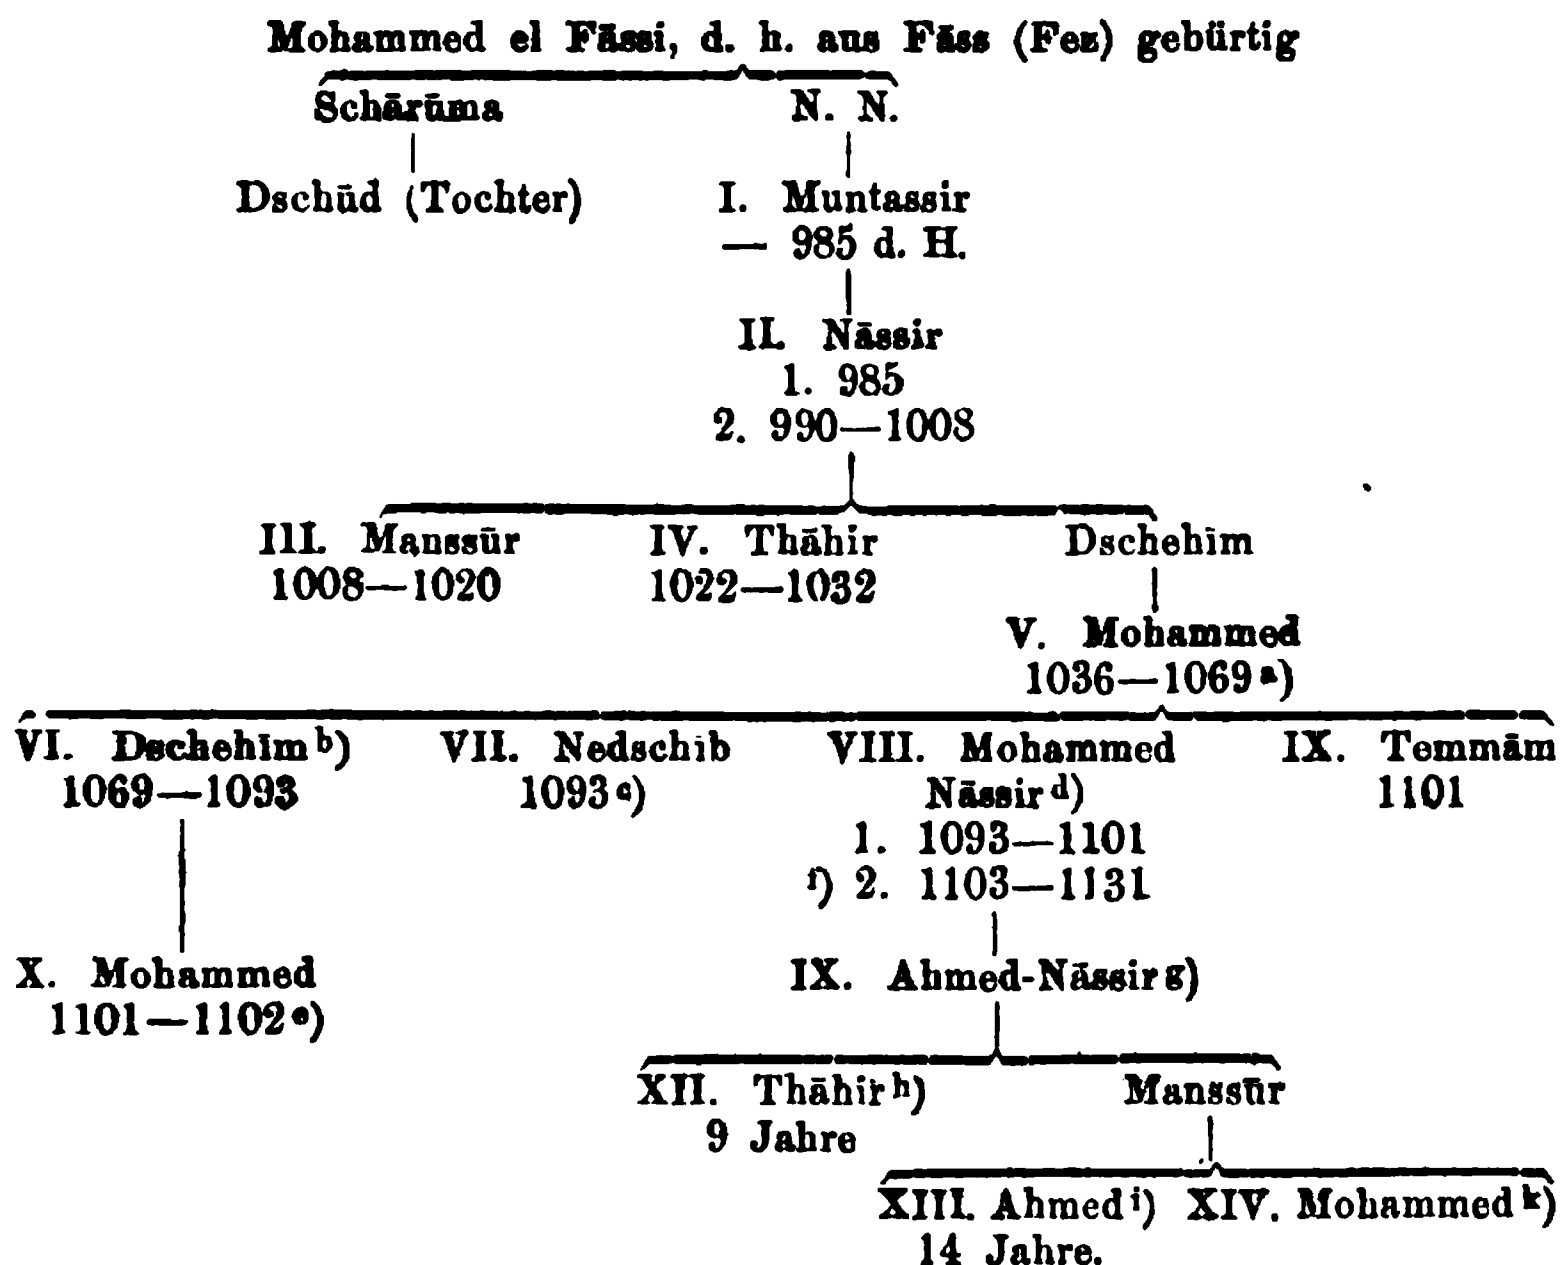 Mohammed el Fāssi, d. h. aus Fāss (Fez) gebürtig
Schārūma N. N.
Dschūd (Tochter) I. Muntassir
— 985 d. H.
II. Nāssir
1. 985
2. 990—1008
III. Manssūr IV. Thāhir Dschehīm
1008—1020 1022—1032
V. Mohammed
1036—1069 a)
VI. Dschehīm b) VII. Nedschib VIII. Mohammed IX. Temmām
1069—1093 1093 c) Nāssir d) 1101
1. 1093—1101
f) 2. 1103—1131
X. Mohammed IX. Ahmed-Nāssir g)
1101—1102 e)
XII. Thāhir h) Manssūr
9 Jahre
XIII. Ahmed i) XIV. Mohammed k)
14 Jahre.